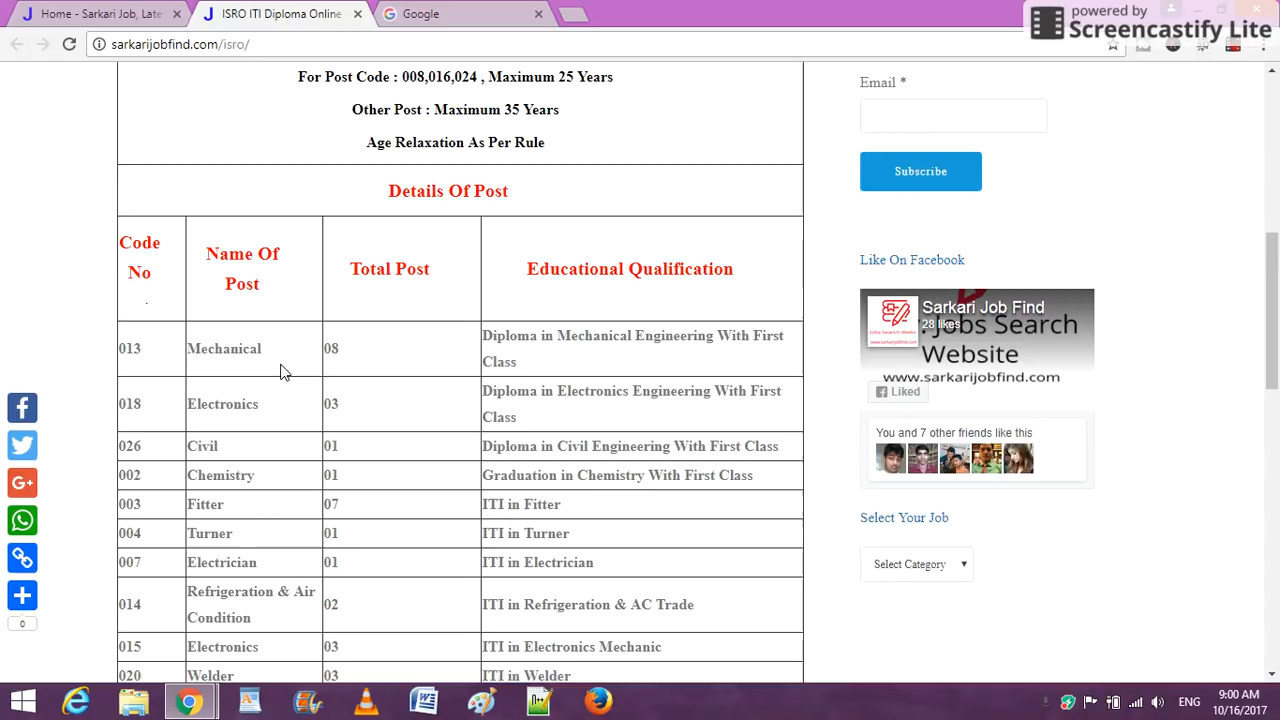 Home - Sarkari Job, Late
ISRO ITI Diploma Online
Google
powered by
Screencastify Lite
sarkarijobfind.com/isro/
For Post Code : 008,016,024 , Maximum 25 Years
Other Post : Maximum 35 Years
Age Relaxation As Per Rule
Details Of Post
Code No .
Name Of Post
Total Post
Educational Qualification
013 Mechanical 08 Diploma in Mechanical Engineering With First Class
018 Electronics 03 Diploma in Electronics Engineering With First Class
026 Civil 01 Diploma in Civil Engineering With First Class
002 Chemistry 01 Graduation in Chemistry With First Class
003 Fitter 07 ITI in Fitter
004 Turner 01 ITI in Turner
007 Electrician 01 ITI in Electrician
014 Refrigeration & Air Condition 02 ITI in Refrigeration & AC Trade
015 Electronics 03 ITI in Electronics Mechanic
020 Welder 03 ITI in Welder
0
Email *
Subscribe
Like On Facebook
Sarkari Job Find
28 likes
Jobs Search
Website
www.sarkarijobfind.com
Liked
You and 7 other friends like this
Select Your Job
Select Category
ENG
9:00 AM
10/16/2017